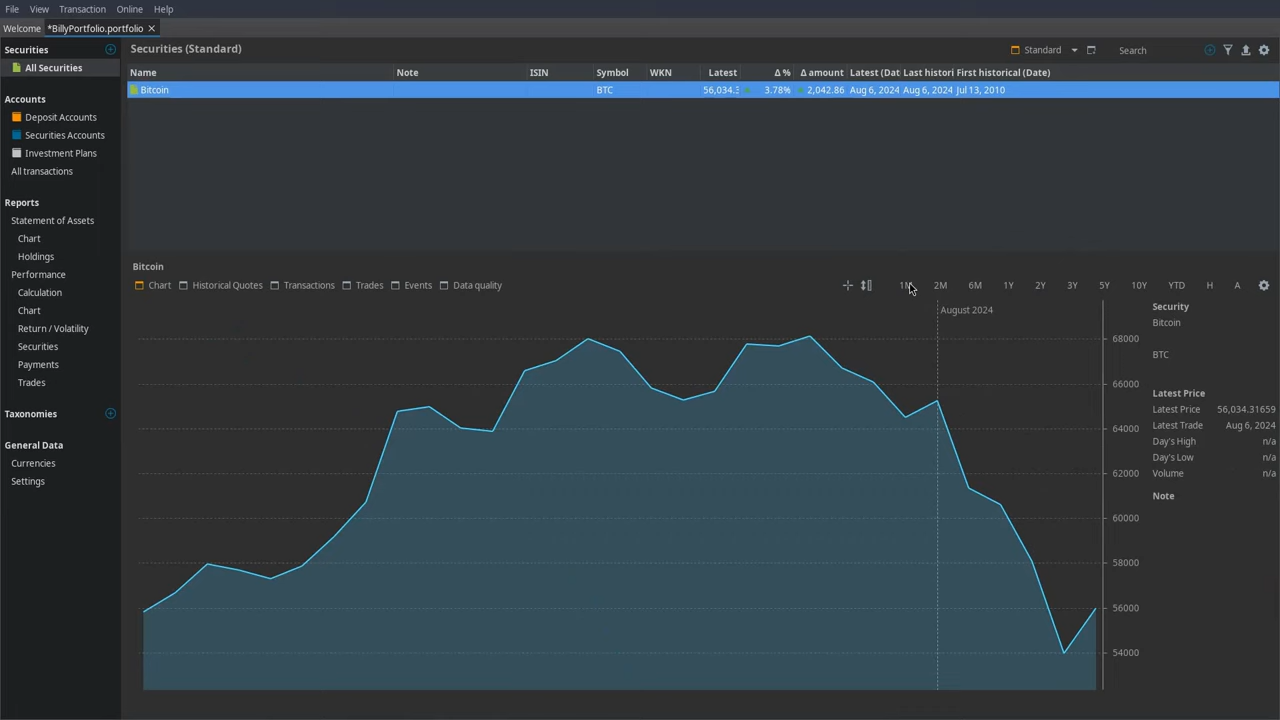 File View Transaction Online Help
Welcome *BillyPortfolio.portfolio
Securities
All Securities
Accounts
Deposit Accounts
Securities Accounts
Investment Plans
All transactions
Reports
Statement of Assets
Chart
Holdings
Performance
Calculation
Chart
Return / Volatility
Securities
Payments
Trades
Taxonomies
General Data
Currencies
Settings
Securities (Standard) Standard Search
Name Note ISIN Symbol WKN Latest Δ % Δ amount Latest (Dat Last histori First historical (Date)
Bitcoin BTC 56,034.3 3.78% 2,042.86 Aug 6, 2024 Aug 6, 2024 Jul 13, 2010
Bitcoin
Chart Historical Quotes Transactions Trades Events Data quality 2M 6M 1Y 2Y 3Y 5Y 10Y YTD H A
August 2024
68000
66000
64000
62000
60000
58000
56000
54000
Security
Bitcoin
BTC
Latest Price
Latest Price 56,034.31659
Latest Trade Aug 6, 2024
Day's High n/a
Day's Low n/a
Volume n/a
Note